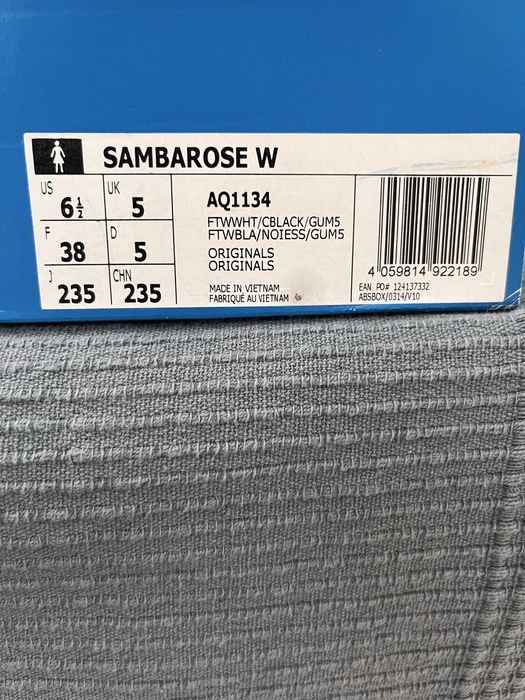 SAMBAROSE W
US 6½ UK 5
F 38 D 5
J 235 CHN 235
AQ1134
FTWWHT/CBLACK/GUM5
FTWBLA/NOIESS/GUM5
ORIGINALS
ORIGINALS
MADE IN VIETNAM
FABRIQUÉ AU VIETNAM
4 059814 922189
EAN PO# 124137332
ABSBOX/0314/V10